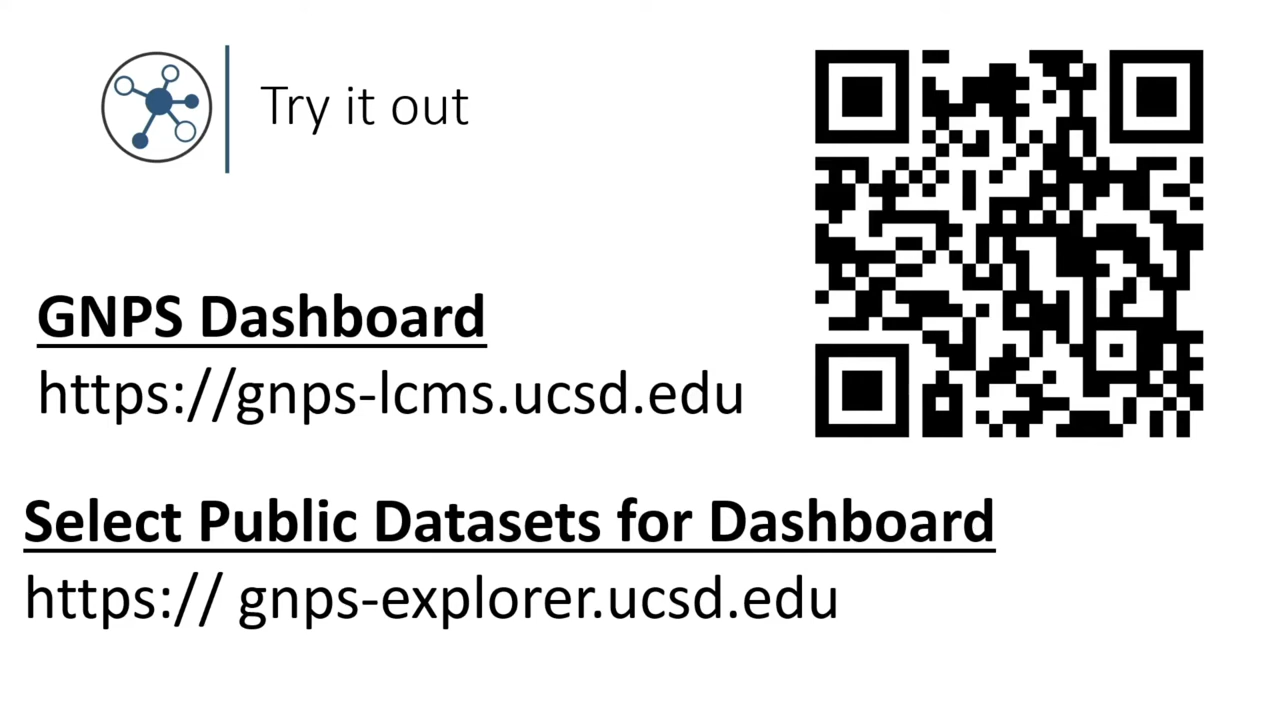 Try it out
GNPS Dashboard
https://gnps-lcms.ucsd.edu
Select Public Datasets for Dashboard
https:// gnps-explorer.ucsd.edu